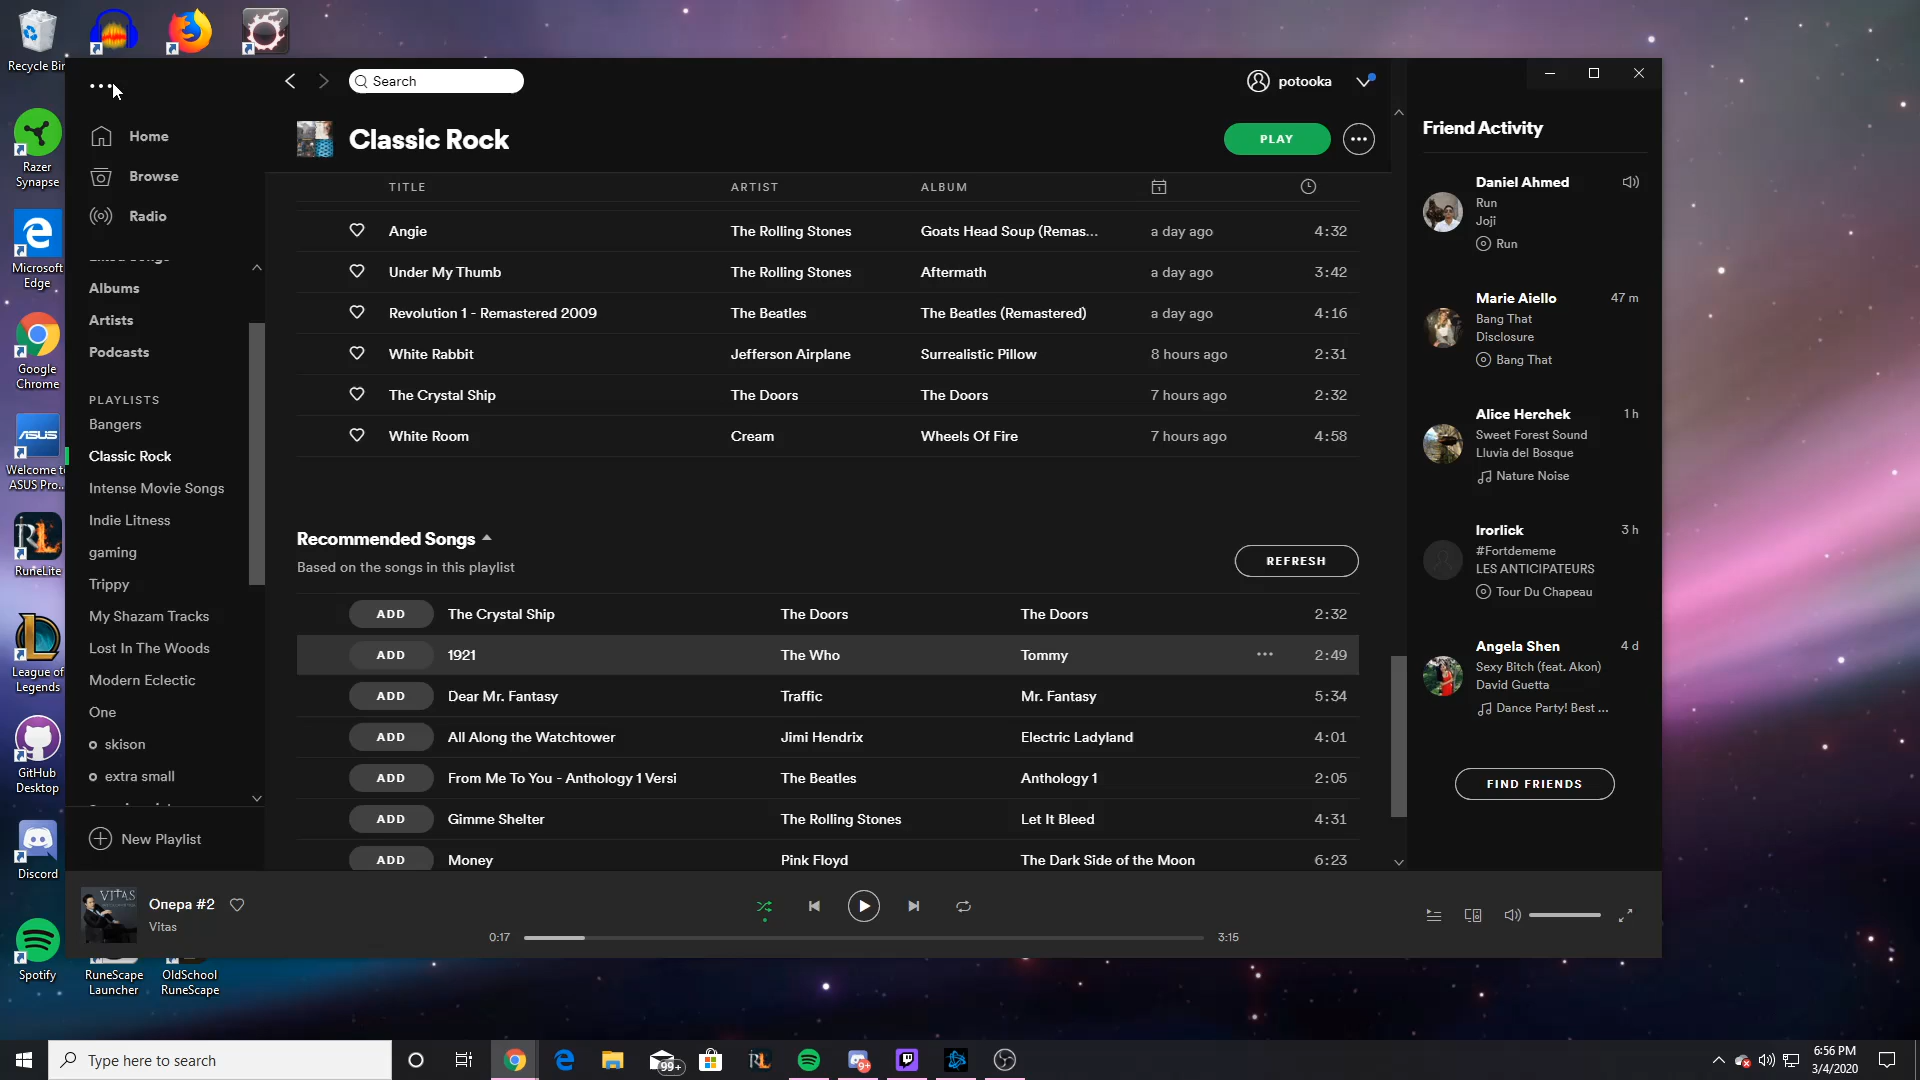 Recycle Bin
Razer
Synapse
Microsoft
Edge
Google
Chrome
ASUS
Welcome to
ASUS Pro...
RuneLite
League of
Legends
GitHub
Desktop
Discord
Spotify
RuneScape
Launcher
OldSchool
RuneScape
Search
potooka
Home
Browse
Radio
Albums
Artists
Podcasts
PLAYLISTS
Bangers
Classic Rock
Intense Movie Songs
Indie Litness
gaming
Trippy
My Shazam Tracks
Lost In The Woods
Modern Eclectic
One
skison
extra small
New Playlist
Classic Rock
PLAY
TITLE ARTIST ALBUM
Angie The Rolling Stones Goats Head Soup (Remas... a day ago 4:32
Under My Thumb The Rolling Stones Aftermath a day ago 3:42
Revolution 1 - Remastered 2009 The Beatles The Beatles (Remastered) a day ago 4:16
White Rabbit Jefferson Airplane Surrealistic Pillow 8 hours ago 2:31
The Crystal Ship The Doors The Doors 7 hours ago 2:32
White Room Cream Wheels Of Fire 7 hours ago 4:58
Recommended Songs
Based on the songs in this playlist
REFRESH
ADD The Crystal Ship The Doors The Doors 2:32
ADD 1921 The Who Tommy ... 2:49
ADD Dear Mr. Fantasy Traffic Mr. Fantasy 5:34
ADD All Along the Watchtower Jimi Hendrix Electric Ladyland 4:01
ADD From Me To You - Anthology 1 Versi The Beatles Anthology 1 2:05
ADD Gimme Shelter The Rolling Stones Let It Bleed 4:31
ADD Money Pink Floyd The Dark Side of the Moon 6:23
Friend Activity
Daniel Ahmed
Run
Joji
Run
Marie Aiello 47 m
Bang That
Disclosure
Bang That
Alice Herchek 1 h
Sweet Forest Sound
Lluvia del Bosque
Nature Noise
Irorlick 3 h
#Fortdememe
LES ANTICIPATEURS
Tour Du Chapeau
Angela Shen 4 d
Sexy Bitch (feat. Akon)
David Guetta
Dance Party! Best ...
FIND FRIENDS
VITAS
Опера #2
Vitas
0:17 3:15
Type here to search
99+
9+
6:56 PM
3/4/2020